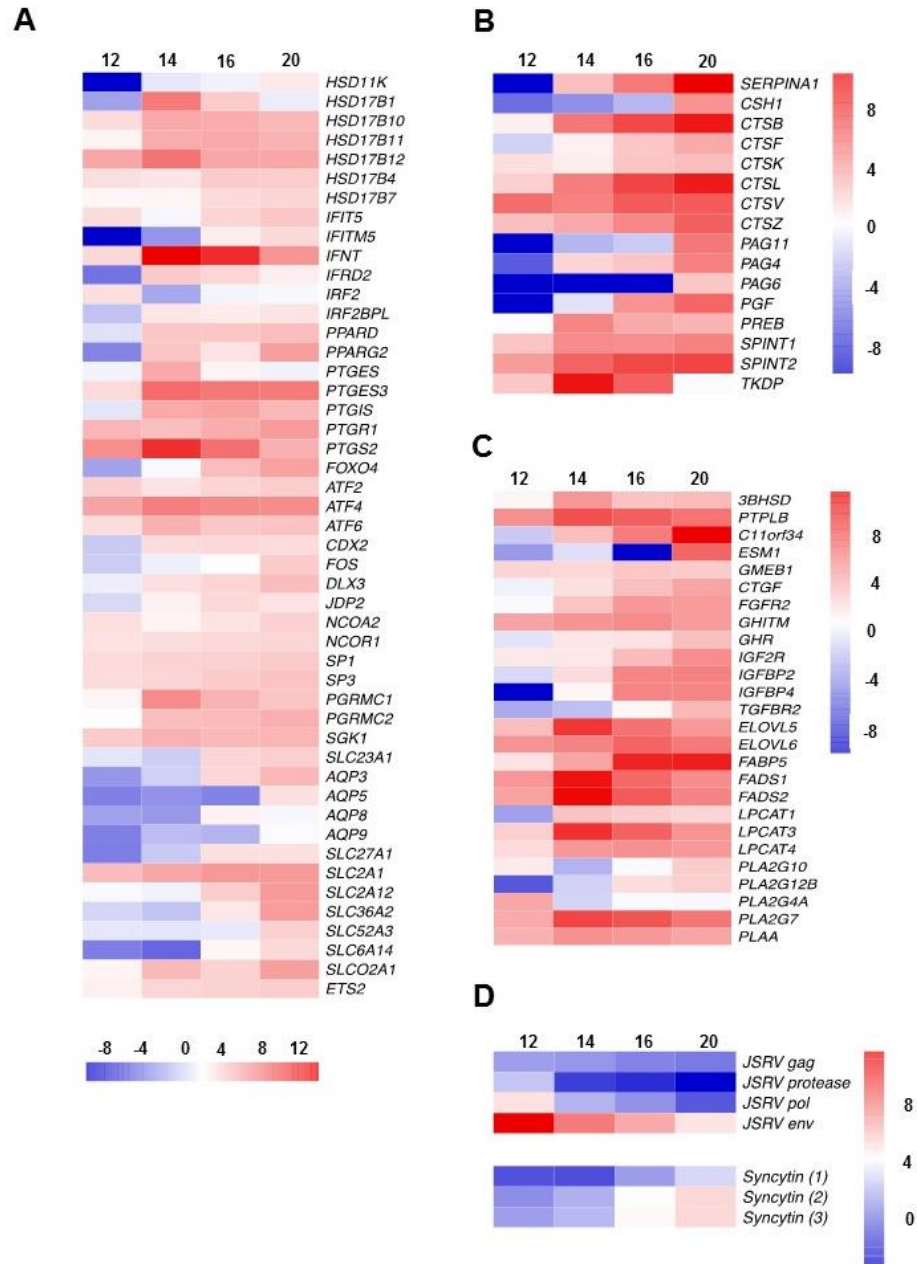 A
12 14 16 20
HSD11K
HSD17B1
HSD17B10
HSD17B11
HSD17B12
HSD17B4
HSD17B7
IFIT5
IFITM5
IFNT
IFRD2
IRF2
IRF2BPL
PPARD
PPARG2
PTGES
PTGES3
PTGIS
PTGR1
PTGS2
FOXO4
ATF2
ATF4
ATF6
CDX2
FOS
DLX3
JDP2
NCOA2
NCOR1
SP1
SP3
PGRMC1
PGRMC2
SGK1
SLC23A1
AQP3
AQP5
AQP8
AQP9
SLC27A1
SLC2A1
SLC2A12
SLC36A2
SLC52A3
SLC6A14
SLCO2A1
ETS2
-8 -4 0 4 8 12
B
12 14 16 20
SERPINA1
CSH1
CTSB
CTSF
CTSK
CTSL
CTSV
CTSZ
PAG11
PAG4
PAG6
PGF
PREB
SPINT1
SPINT2
TKDP
8
4
0
-4
-8
C
12 14 16 20
3BHSD
PTPLB
C11orf34
ESM1
GMEB1
CTGF
FGFR2
GHITM
GHR
IGF2R
IGFBP2
IGFBP4
TGFBR2
ELOVL5
ELOVL6
FABP5
FADS1
FADS2
LPCAT1
LPCAT3
LPCAT4
PLA2G10
PLA2G12B
PLA2G4A
PLA2G7
PLAA
8
4
0
-4
-8
D
12 14 16 20
JSRV gag
JSRV protease
JSRV pol
JSRV env
Syncytin (1)
Syncytin (2)
Syncytin (3)
8
4
0